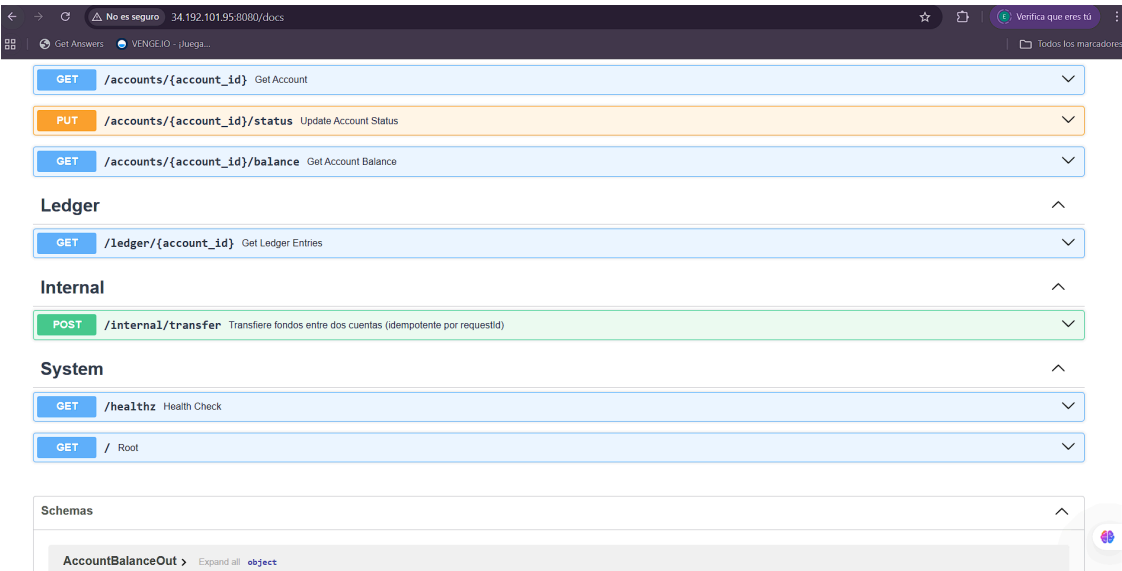 No es seguro 34.192.101.95:8080/docs E Verifica que eres tú
Get Answers VENGE.IO - ¡Juega... Todos los marcadores
GET /accounts/{account_id} Get Account
PUT /accounts/{account_id}/status Update Account Status
GET /accounts/{account_id}/balance Get Account Balance
Ledger
GET /ledger/{account_id} Get Ledger Entries
Internal
POST /internal/transfer Transfiere fondos entre dos cuentas (idempotente por requestId)
System
GET /healthz Health Check
GET / Root
Schemas
AccountBalanceOut Expand all object